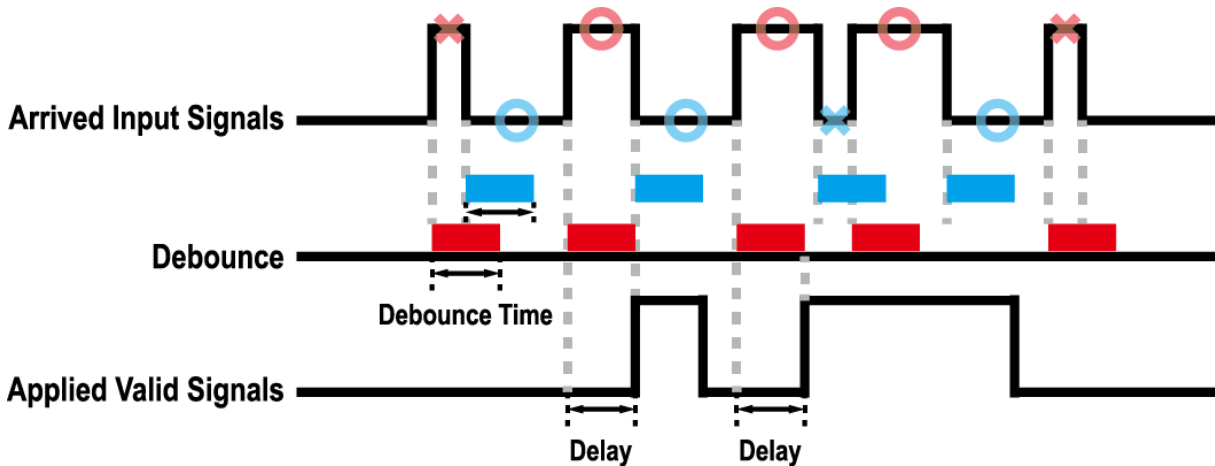 Arrived Input Signals
Debounce
Debounce Time
Applied Valid Signals
Delay
Delay